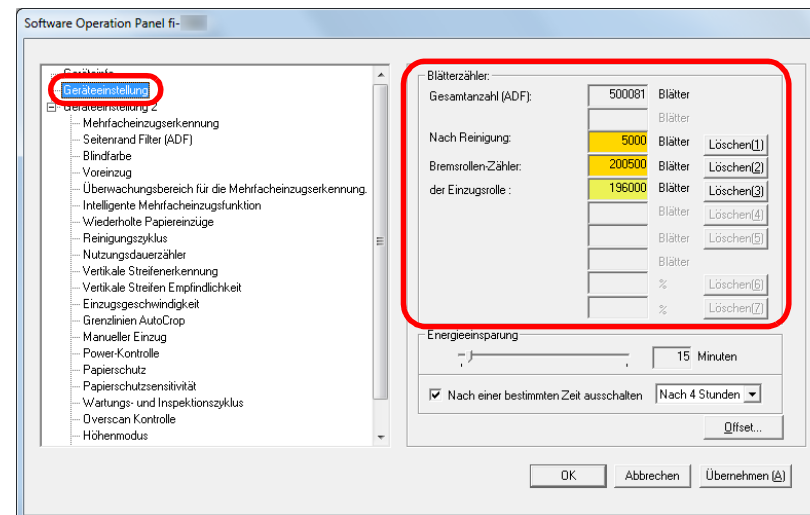 Software Operation Panel fi-
Geräteinfo
Geräteeinstellung
Geräteeinstellung 2
Mehrfacheinzugserkennung
Seitenrand Filter (ADF)
Blindfarbe
Voreinzug
Überwachungsbereich für die Mehrfacheinzugserkennung.
Intelligente Mehrfacheinzugsfunktion
Wiederholte Papiereinzüge
Reinigungszyklus
Nutzungsdauerzähler
Vertikale Streifenerkennung
Vertikale Streifen Empfindlichkeit
Einzugsgeschwindigkeit
Grenzlinien AutoCrop
Manueller Einzug
Power-Kontrolle
Papierschutz
Papierschutzsensitivität
Wartungs- und Inspektionszyklus
Overscan Kontrolle
Höhenmodus
Blätterzähler:
Gesamtanzahl (ADF): 500081 Blätter
Blätter
Nach Reinigung: 5000 Blätter Löschen(1)
Bremsrollen-Zähler: 200500 Blätter Löschen(2)
der Einzugsrolle : 196000 Blätter Löschen(3)
Blätter Löschen(4)
Blätter Löschen(5)
Blätter
% Löschen(6)
% Löschen(7)
Energieeinsparung
15 Minuten
Nach einer bestimmten Zeit ausschalten Nach 4 Stunden
Offset...
OK Abbrechen Übernehmen (A)